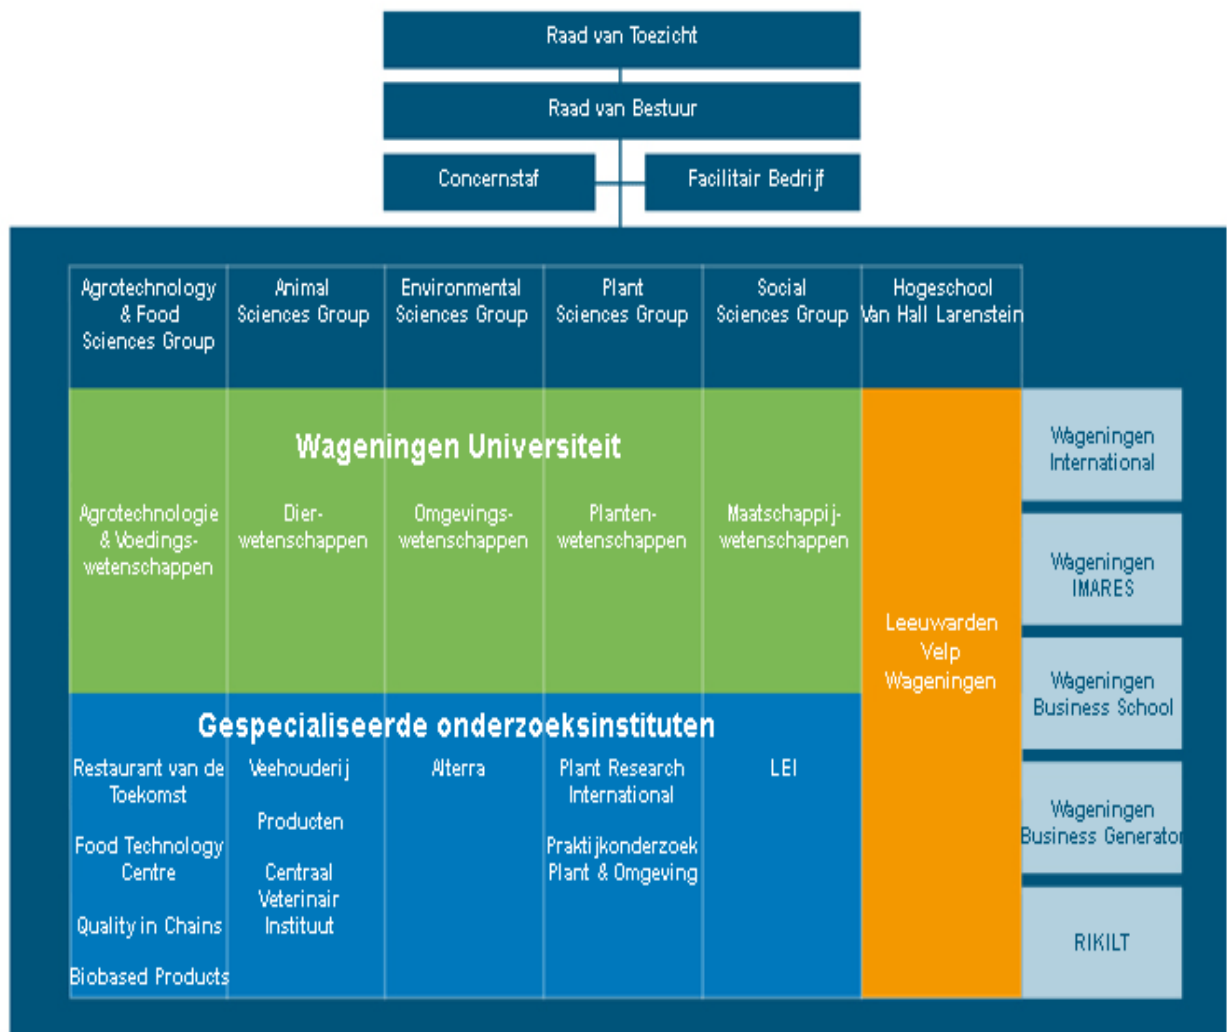 Raad van Toezicht
Raad van Bestuur
Concernstaf
Facilitair Bedrijf
Agrotechnology
& Food
Sciences Group
Animal
Sciences Group
Environmental
Sciences Group
Plant
Sciences Group
Social
Sciences Group
Hogeschool
Van Hall Larenstein
Wageningen Universiteit
Agrotechnologie
& Voedings-
wetenschappen
Dier-
wetenschappen
Omgevings-
wetenschappen
Planten-
wetenschappen
Maatschappij-
wetenschappen
Gespecialiseerde onderzoeksinstituten
Restaurant van de
Toekomst
Food Technology
Centre
Quality in Chains
Biobased Products
Veehouderij
Producten
Centraal
Veterinair
Instituut
Alterra
Plant Research
International
Praktijkonderzoek
Plant & Omgeving
LEI
Leeuwarden
Velp
Wageningen
Wageningen
International
Wageningen
IMARES
Wageningen
Business School
Wageningen
Business Generator
RIKILT